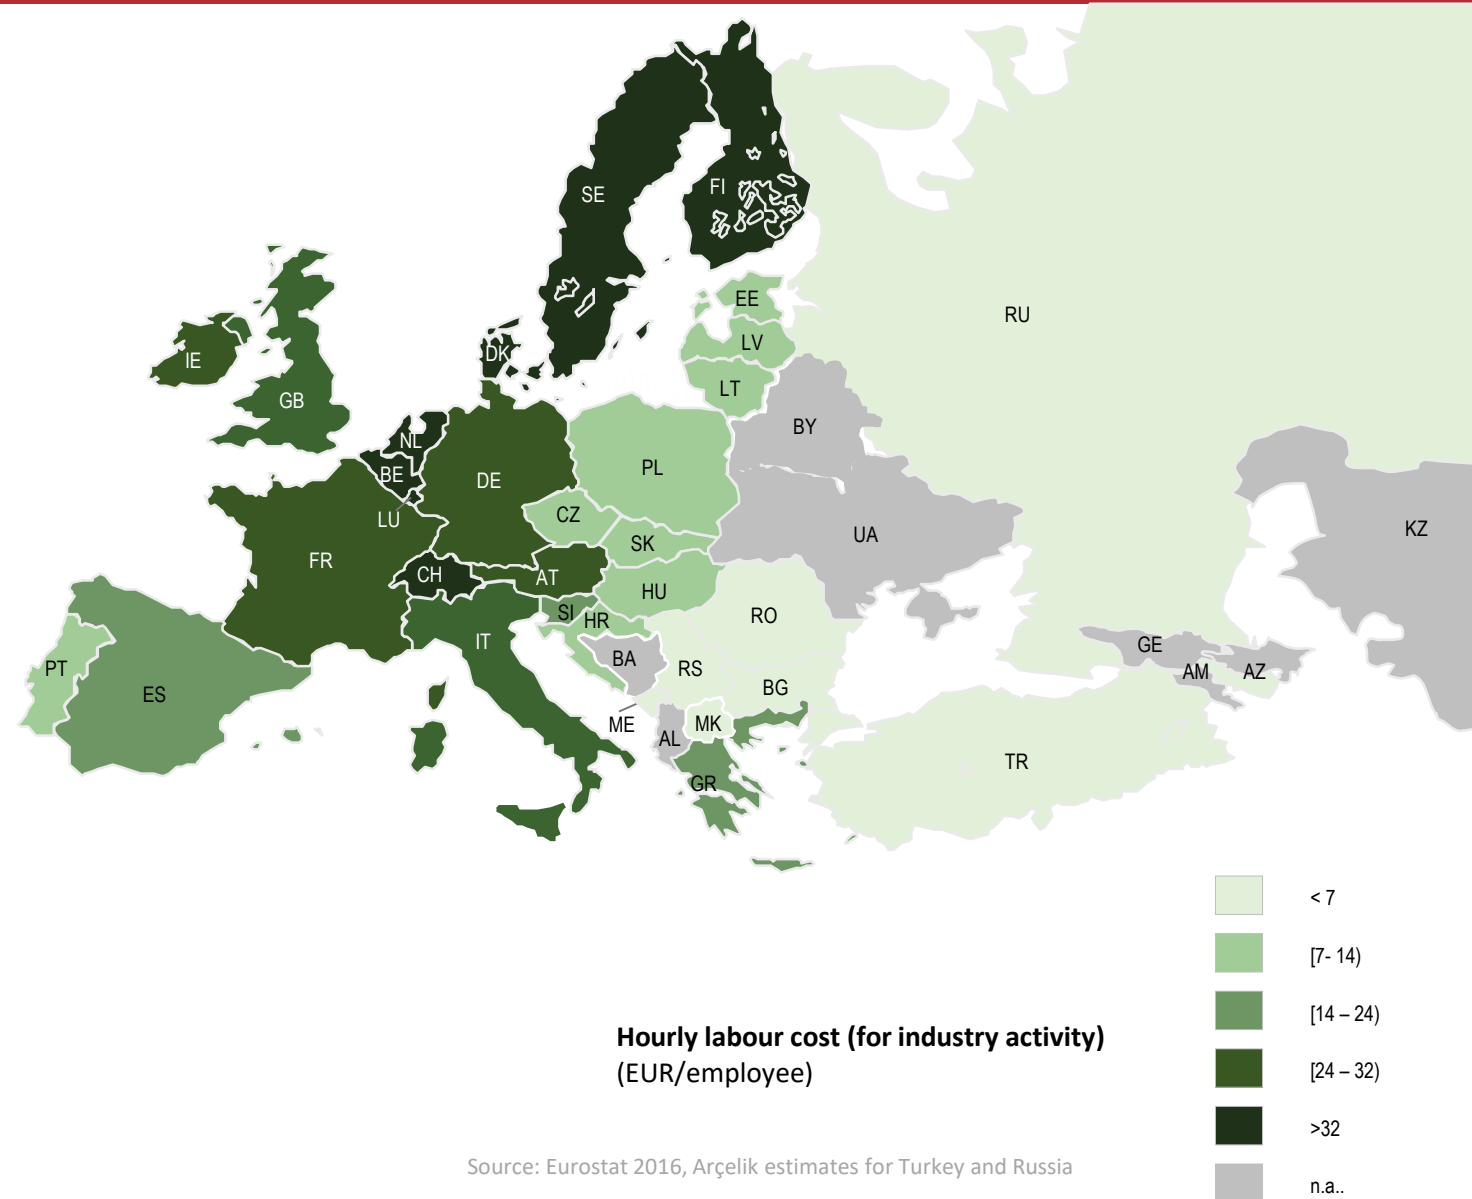 SE
FI
EE
RU
LV
DK
IE
LT
GB
BY
NL
PL
BE
DE
CZ
LU
KZ
UA
SK
FR
CH
AT
HU
SI
HR
RO
IT
GE
BA
PT
RS
AM
AZ
BG
ES
ME
MK
AL
TR
GR
< 7
[7- 14)
[14 – 24)
Hourly labour cost (for industry activity)
(EUR/employee)
[24 – 32)
>32
Source: Eurostat 2016, Arçelik estimates for Turkey and Russia
n.a..